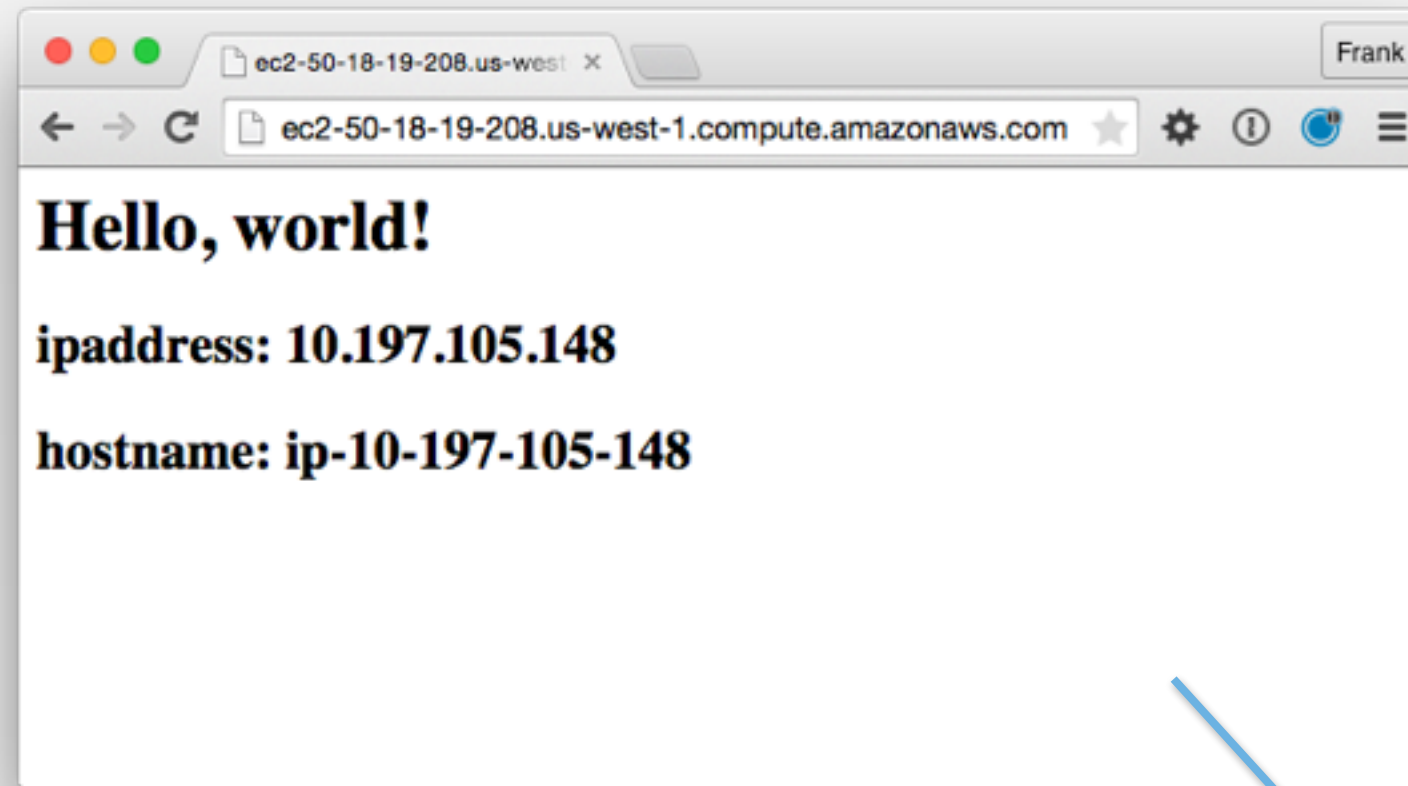 ec2-50-18-19-208.us-west
Frank
ec2-50-18-19-208.us-west-1.compute.amazonaws.com
Hello, world!
ipaddress: 10.197.105.148
hostname: ip-10-197-105-148